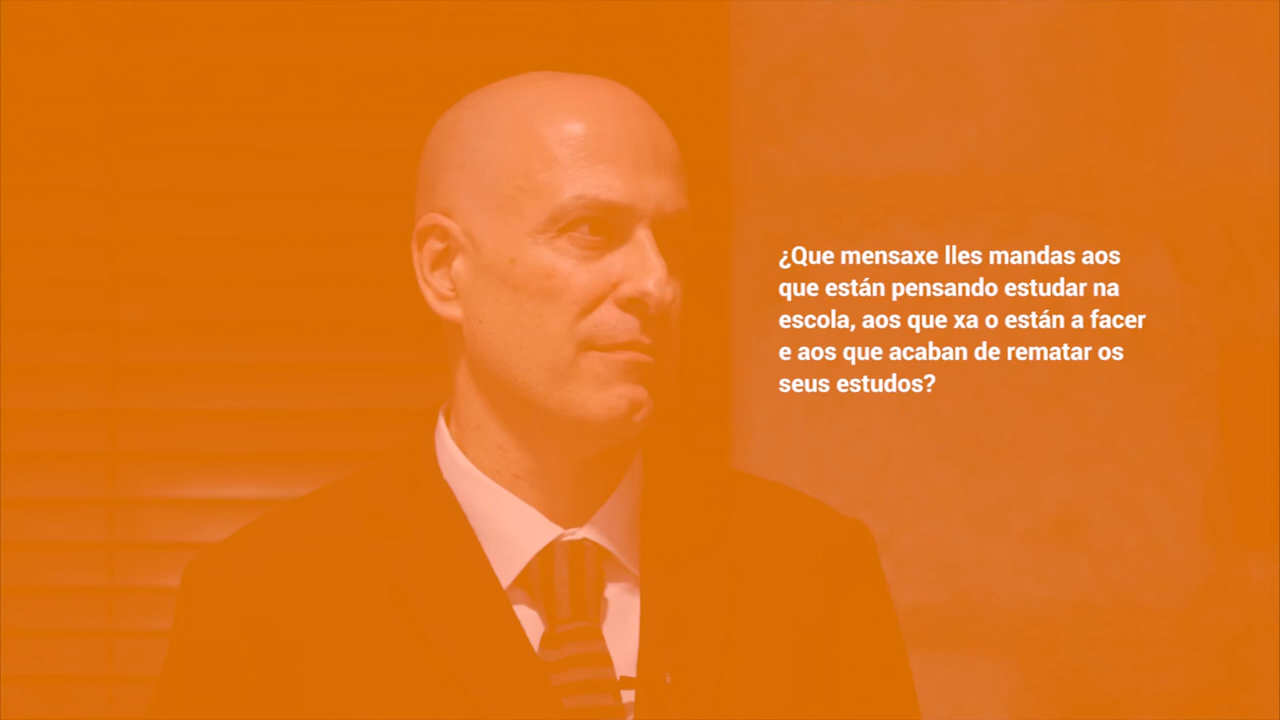 ¿Que mensaxe lles mandas aos
que están pensando estudar na
escola, aos que xa o están a facer
e aos que acaban de rematar os
seus estudos?